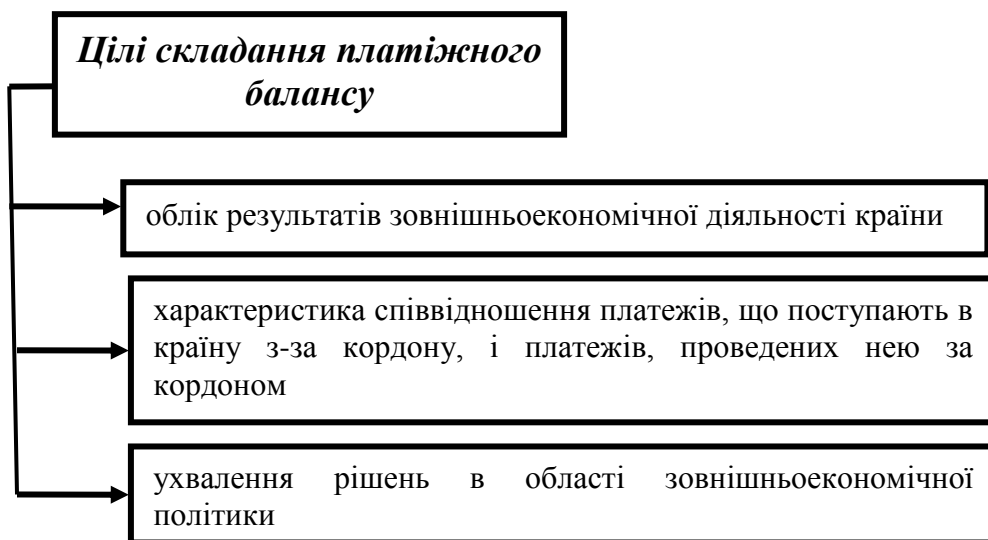 Цілі складання платіжного
балансу
облік результатів зовнішньоекономічної діяльності країни
характеристика співвідношення платежів, що поступають в
країну з-за кордону, і платежів, проведених нею за
кордоном
ухвалення рішень в області зовнішньоекономічної
політики